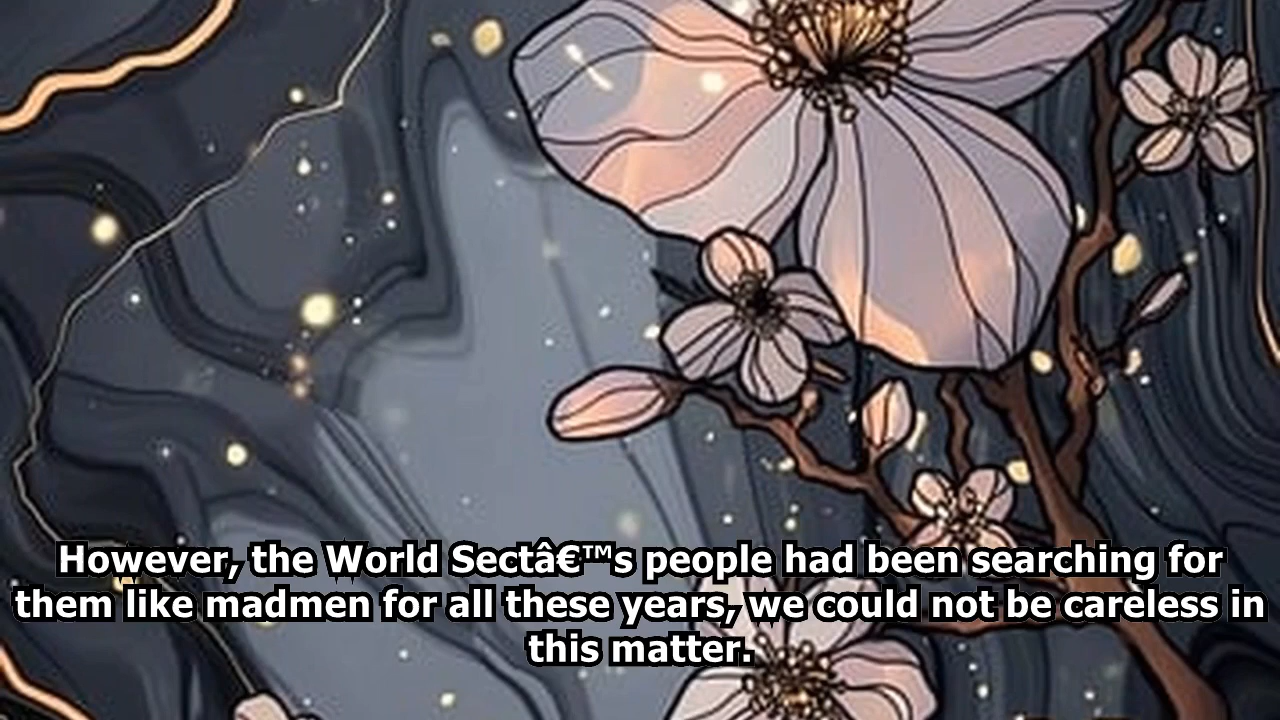 However, the World Sectâ€™s people had been searching for
them like madmen for all these years, we could not be careless in
this matter.